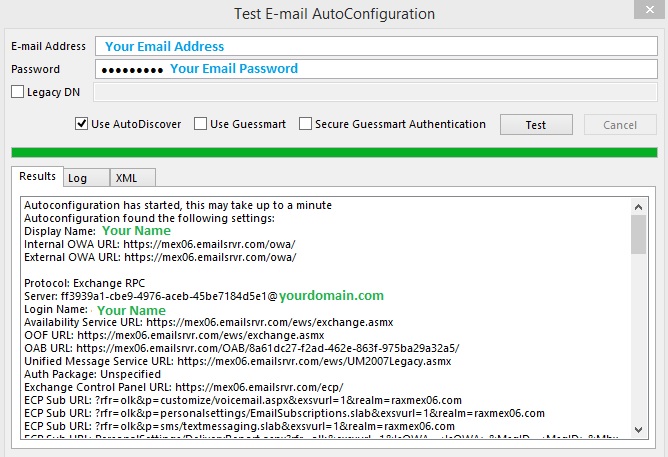 Test E-mail AutoConfiguration
E-mail Address Your Email Address
Password ●●●●●●●●● Your Email Password
Legacy DN
Use AutoDiscover Use Guessmart Secure Guessmart Authentication Test Cancel
Results Log XML
Autoconfiguration has started, this may take up to a minute
Autoconfiguration found the following settings:
Display Name: Your Name
Internal OWA URL: https://mex06.emailsrvr.com/owa/
External OWA URL: https://mex06.emailsrvr.com/owa/
Protocol: Exchange RPC
Server: ff3939a1-cbe9-4976-aceb-45be7184d5e1@yourdomain.com
Login Name: Your Name
Availability Service URL: https://mex06.emailsrvr.com/ews/exchange.asmx
OOF URL: https://mex06.emailsrvr.com/ews/exchange.asmx
OAB URL: https://mex06.emailsrvr.com/OAB/8a61dc27-f2ad-462e-863f-975ba29a32a5/
Unified Message Service URL: https://mex06.emailsrvr.com/ews/UM2007Legacy.asmx
Auth Package: Unspecified
Exchange Control Panel URL: https://mex06.emailsrvr.com/ecp/
ECP Sub URL: ?rfr=olk&p=customize/voicemail.aspx&exsvurl=1&realm=raxmex06.com
ECP Sub URL: ?rfr=olk&p=personalsettings/EmailSubscriptions.slab&exsvurl=1&realm=raxmex06.com
ECP Sub URL: ?rfr=olk&p=sms/textmessaging.slab&exsvurl=1&realm=raxmex06.com